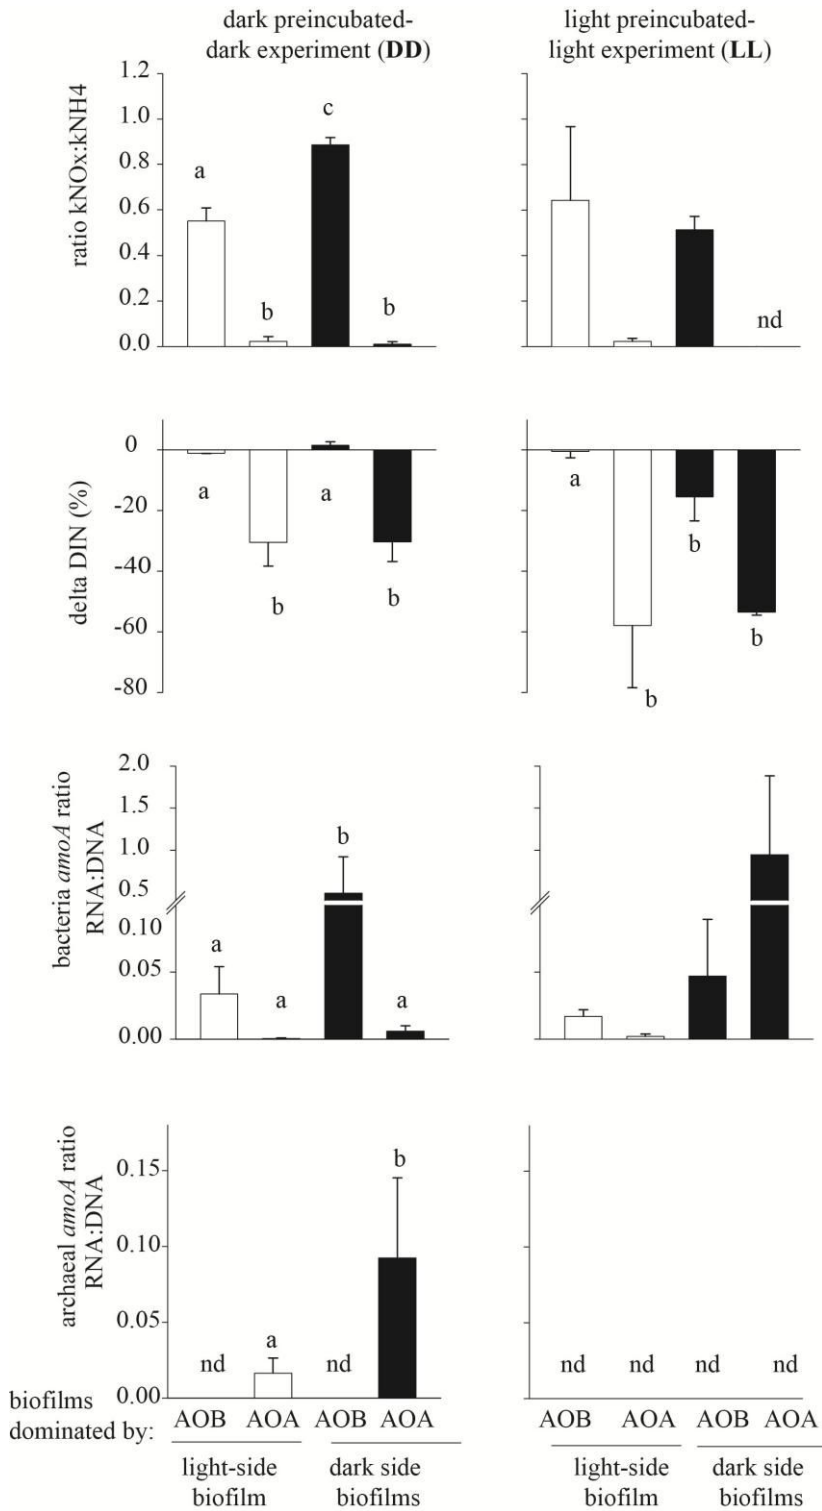 dark preincubated-
dark experiment (DD)
light preincubated-
light experiment (LL)
ratio kNOx:kNH4
1.2
1.0
0.8
0.6
0.4
0.2
0.0
a
b
c
b
nd
delta DIN (%)
0
-20
-40
-60
-80
a
b
a
b
a
b
b
b
bacteria amoA ratio
RNA:DNA
2.0
1.5
1.0
0.5
0.10
0.05
0.00
a
a
b
a
archaeal amoA ratio
RNA:DNA
0.15
0.10
0.05
0.00
nd
a
nd
b
nd
nd
nd
nd
biofilms
dominated by:
AOB
AOA
AOB
AOA
AOB
AOA
AOB
AOA
light-side
biofilm
dark side
biofilms
light-side
biofilm
dark side
biofilms